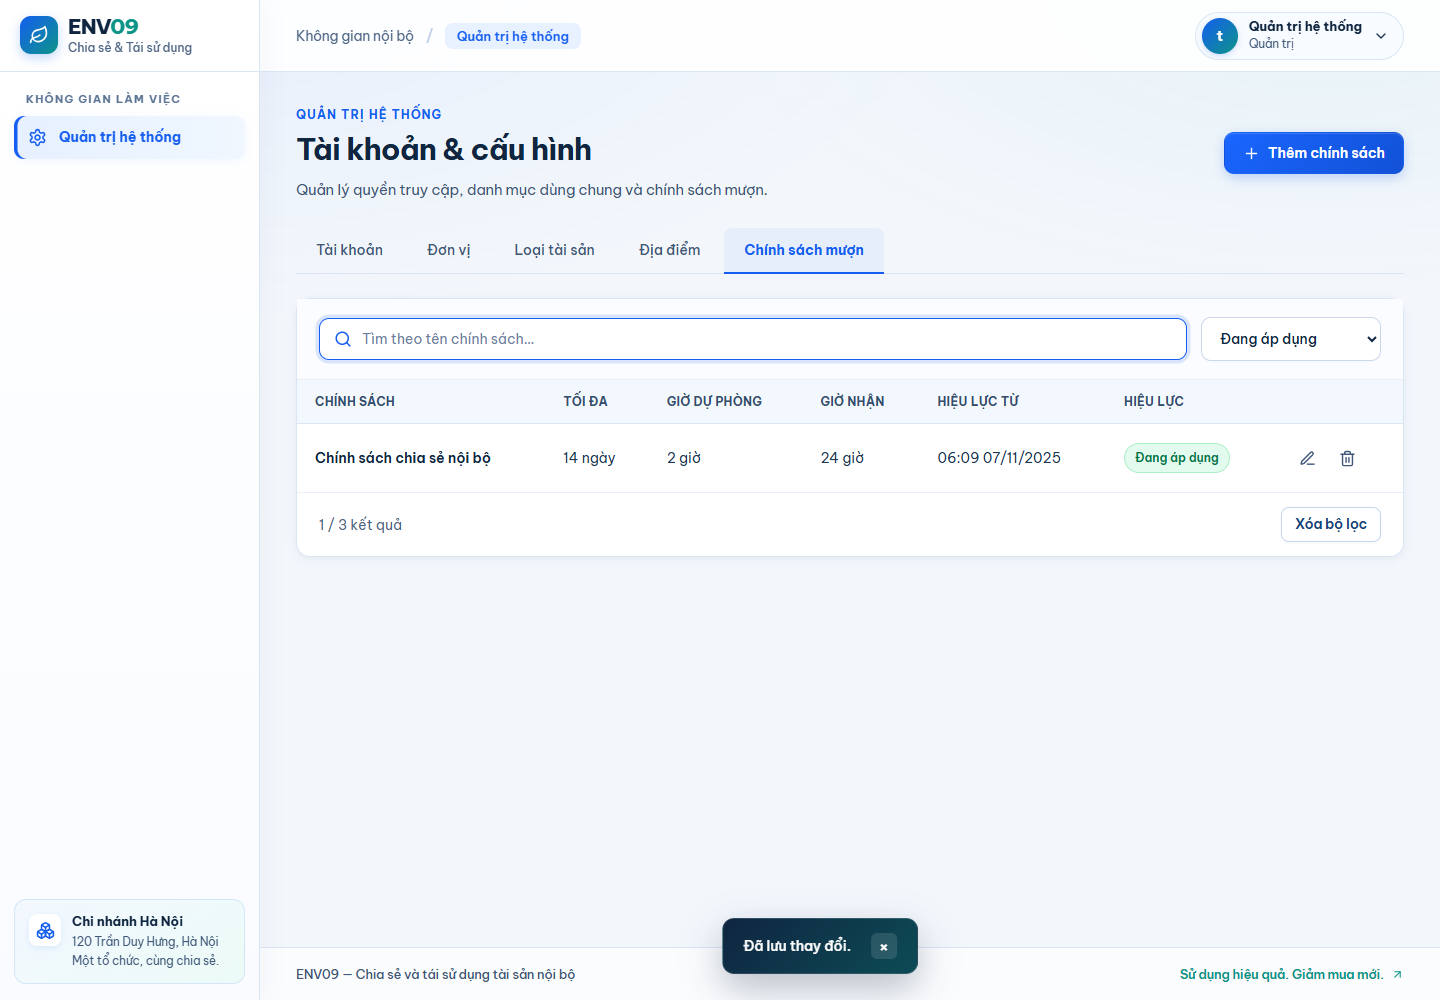 ENV09
Chia sẻ & Tái sử dụng
KHÔNG GIAN LÀM VIỆC
Quản trị hệ thống
Chi nhánh Hà Nội
120 Trần Duy Hưng, Hà Nội
Một tổ chức, cùng chia sẻ.
Không gian nội bộ / Quản trị hệ thống
t
Quản trị hệ thống
Quản trị
QUẢN TRỊ HỆ THỐNG
Tài khoản & cấu hình
Quản lý quyền truy cập, danh mục dùng chung và chính sách mượn.
+ Thêm chính sách
Tài khoản Đơn vị Loại tài sản Địa điểm Chính sách mượn
Tìm theo tên chính sách... Đang áp dụng
CHÍNH SÁCH TỐI ĐA GIỜ DỰ PHÒNG GIỜ NHẬN HIỆU LỰC TỪ HIỆU LỰC
Chính sách chia sẻ nội bộ 14 ngày 2 giờ 24 giờ 06:09 07/11/2025 Đang áp dụng
1 / 3 kết quả Xóa bộ lọc
Đã lưu thay đổi. ×
ENV09 — Chia sẻ và tái sử dụng tài sản nội bộ Sử dụng hiệu quả. Giảm mua mới.